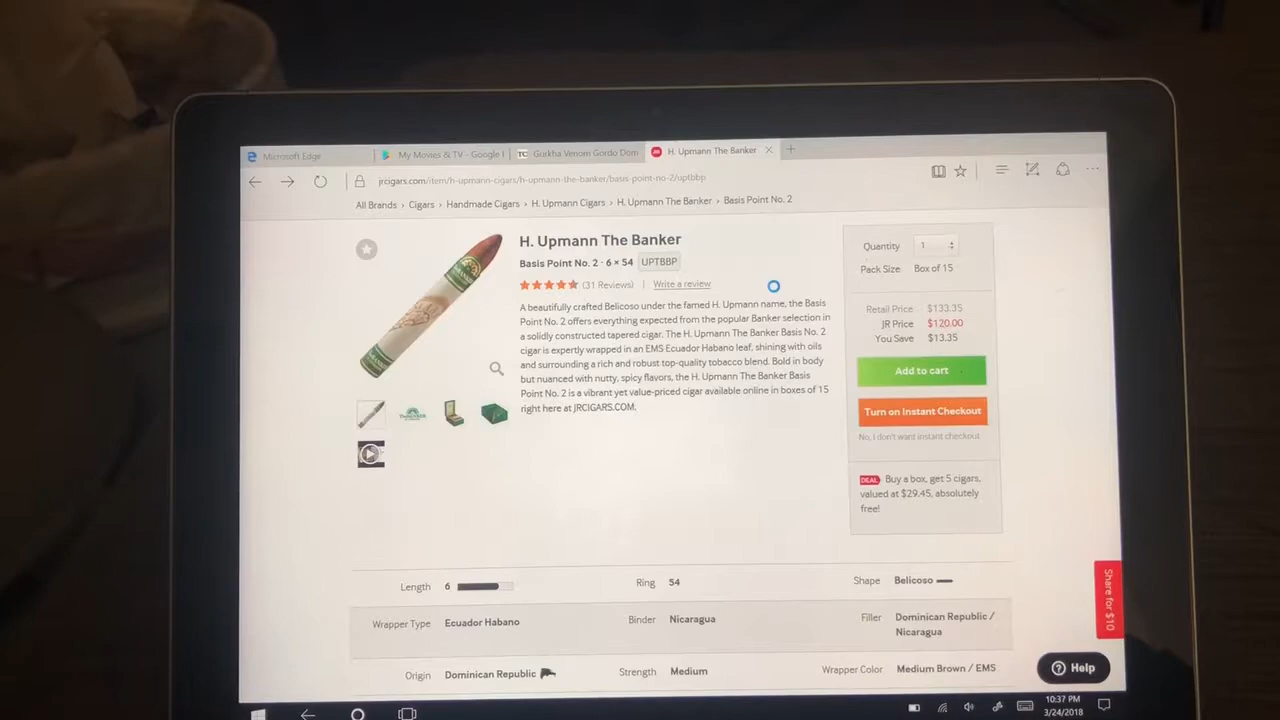 Microsoft Edge
My Movies & TV - Google I
TC Gurkha Venom Gordo Dom
H. Upmann The Banker
jrcigars.com/item/h-upmann-cigars/h-upmann-the-banker/basis-point-no-2/uptbbp
All Brands › Cigars › Handmade Cigars › H. Upmann Cigars › H. Upmann The Banker › Basis Point No. 2
H. Upmann The Banker
Basis Point No. 2 · 6 × 54 UPTBBP
(31 Reviews) | Write a review
A beautifully crafted Belicoso under the famed H. Upmann name, the Basis
Point No. 2 offers everything expected from the popular Banker selection in
a solidly constructed tapered cigar. The H. Upmann The Banker Basis No. 2
cigar is expertly wrapped in an EMS Ecuador Habano leaf, shining with oils
and surrounding a rich and robust top-quality tobacco blend. Bold in body
but nuanced with nutty, spicy flavors, the H. Upmann The Banker Basis
Point No. 2 is a vibrant yet value-priced cigar available online in boxes of 15
right here at JRCIGARS.COM.
Quantity 1
Pack Size Box of 15
Retail Price $133.35
JR Price $120.00
You Save $13.35
Add to cart
Turn on Instant Checkout
No, I don't want instant checkout
DEAL Buy a box, get 5 cigars,
valued at $29.45, absolutely
free!
Length 6 Ring 54 Shape Belicoso
Wrapper Type Ecuador Habano Binder Nicaragua Filler Dominican Republic /
Nicaragua
Origin Dominican Republic Strength Medium Wrapper Color Medium Brown / EMS
Share for $10
Help
10:37 PM
3/24/2018